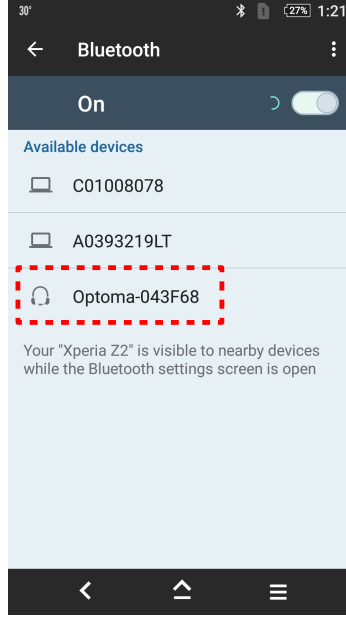 30°
27% 1:21
Bluetooth
On
Available devices
C01008078
A0393219LT
Optoma-043F68
Your "Xperia Z2" is visible to nearby devices
while the Bluetooth settings screen is open